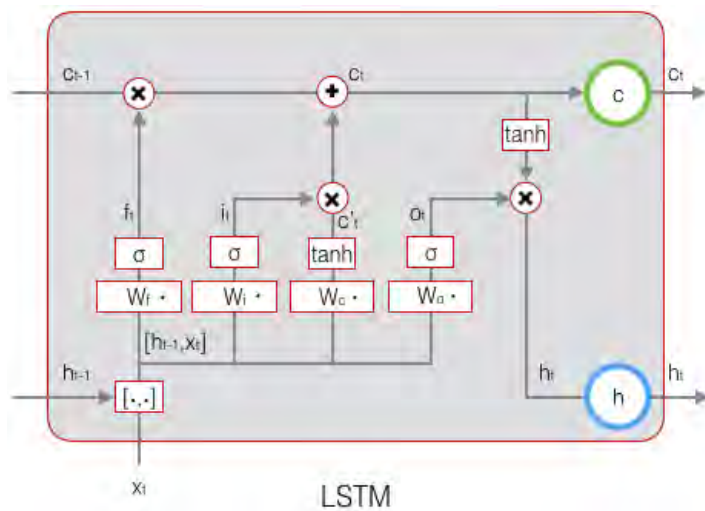 Ct-1 Ct c Ct
× +
tanh
ft it × c't ot ×
σ σ tanh σ
Wf · Wi · Wc · Wo ·
[ht-1,xt]
ht-1 [·,·] ht h ht
xt
LSTM